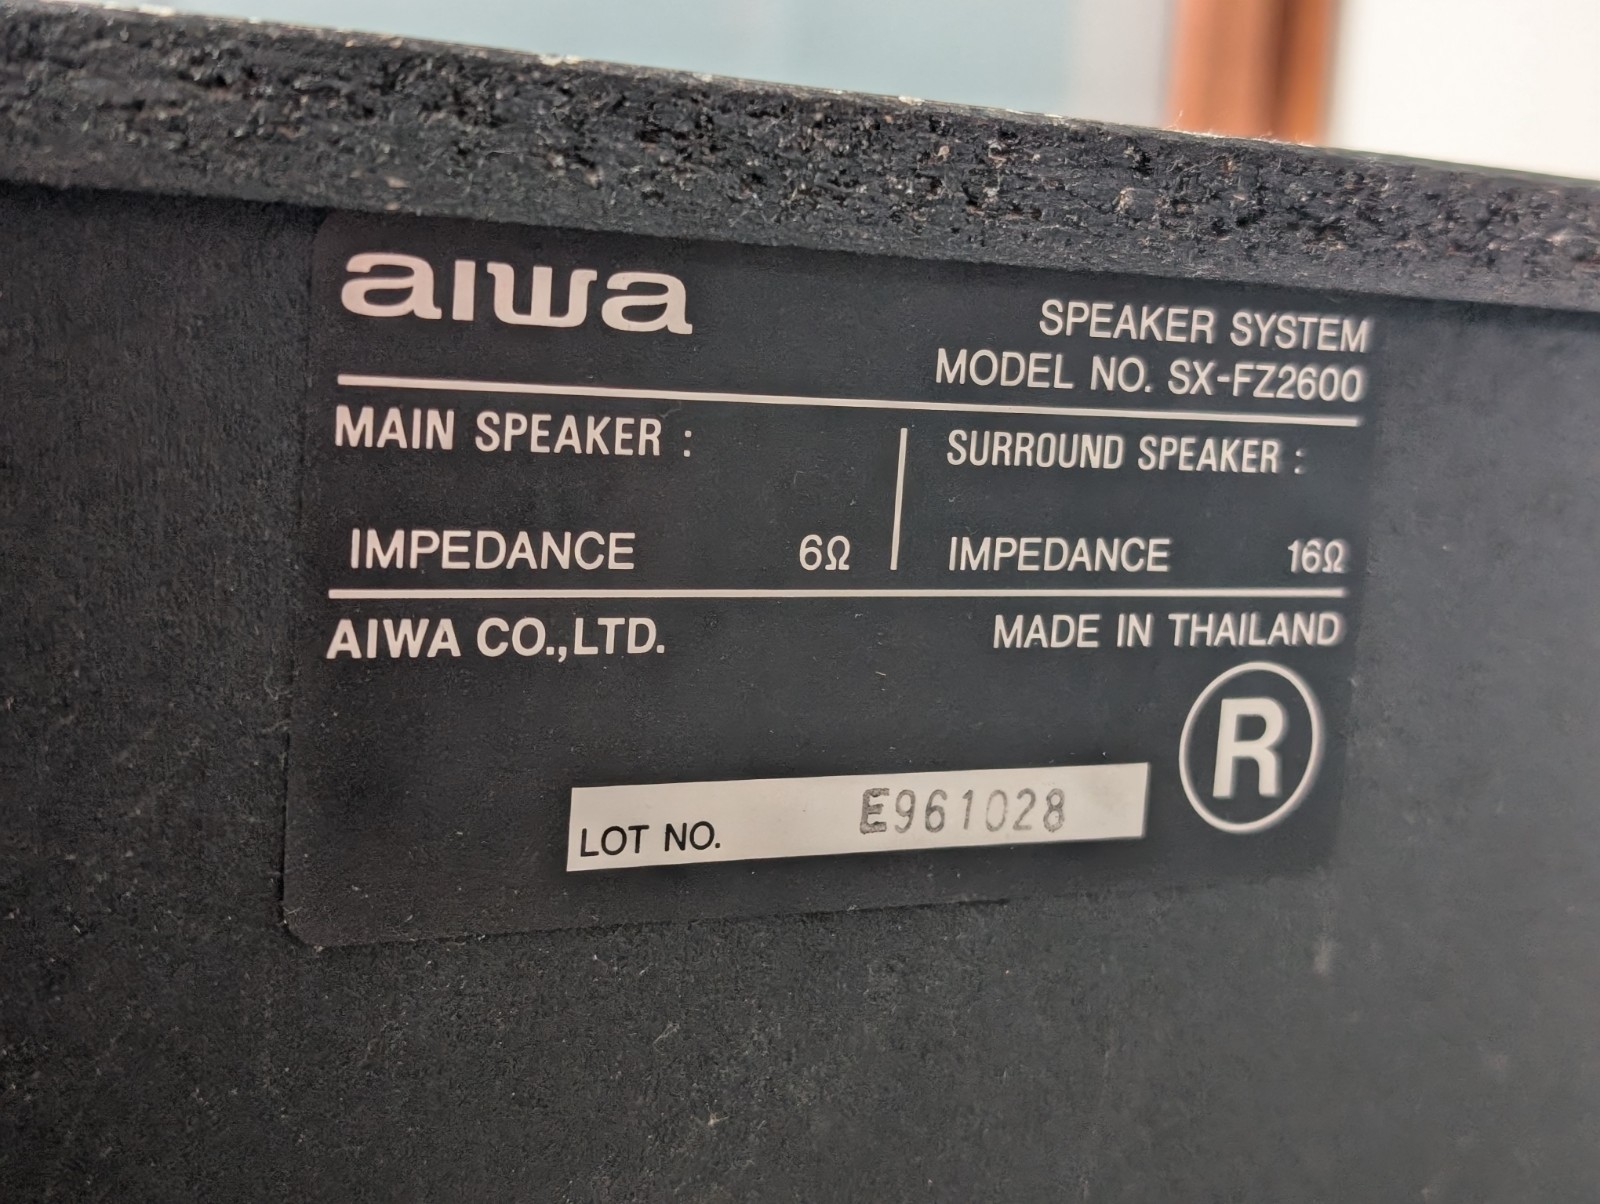 aiwa
SPEAKER SYSTEM
MODEL NO. SX-FZ2600
MAIN SPEAKER :
IMPEDANCE 6Ω
SURROUND SPEAKER :
IMPEDANCE 16Ω
AIWA CO.,LTD.
MADE IN THAILAND
R
LOT NO. E961028